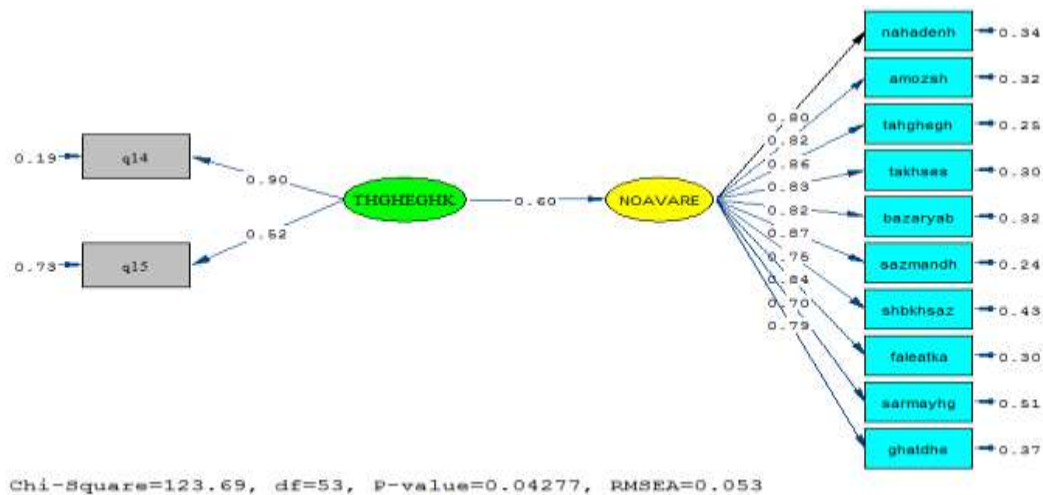 nahadenh
0.34
amozsh
0.32
tahghegh
0.25
takhses
0.30
bazaryab
0.32
sazmandh
0.24
shbkhsaz
0.43
faleatka
0.30
sarmayhg
0.51
ghatdha
0.37
0.80
0.82
0.86
0.83
0.82
0.87
0.75
0.84
0.70
0.79
0.19
q14
0.90
THGHEGHK
0.60
NOAVARE
0.52
0.73
q15
Chi-Square=123.69, df=53, P-value=0.04277, RMSEA=0.053